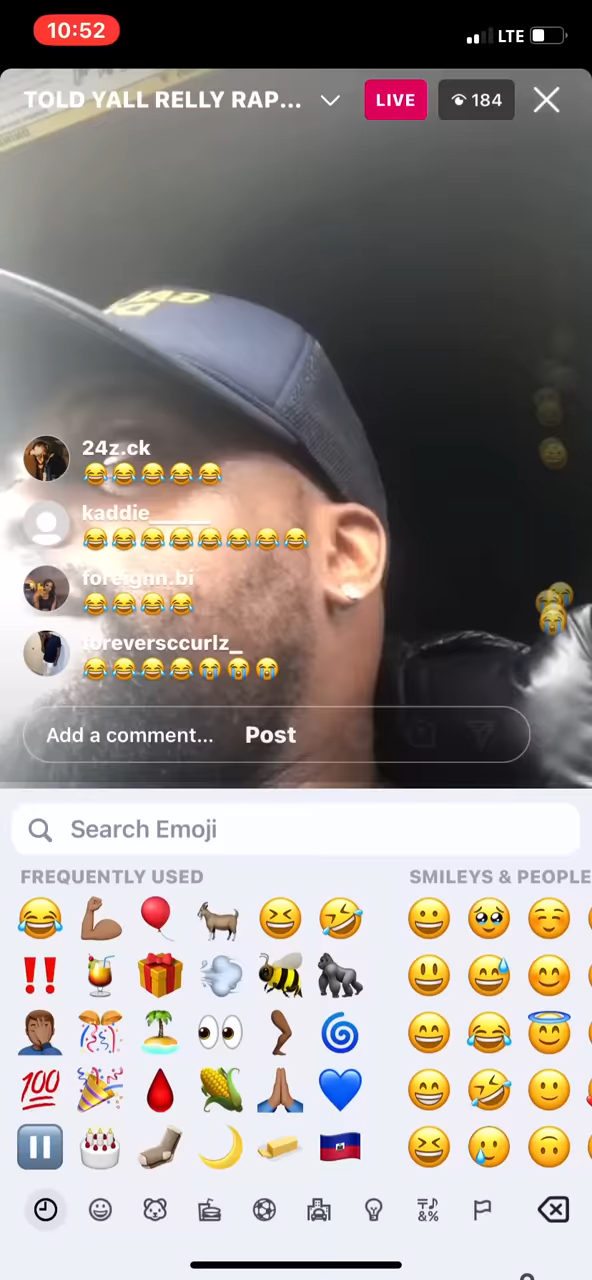 10:52
LTE
TOLD YALL RELLY RAP...
LIVE
184
24z.ck
😂😂😂😂😂
kaddie______
😂😂😂😂😂😂😂😂
foreignn.bi
😂😂😂😂
foreversccurlz_
😂😂😂😂😭😭😭
Add a comment...
Post
Search Emoji
FREQUENTLY USED
SMILEYS & PEOPLE